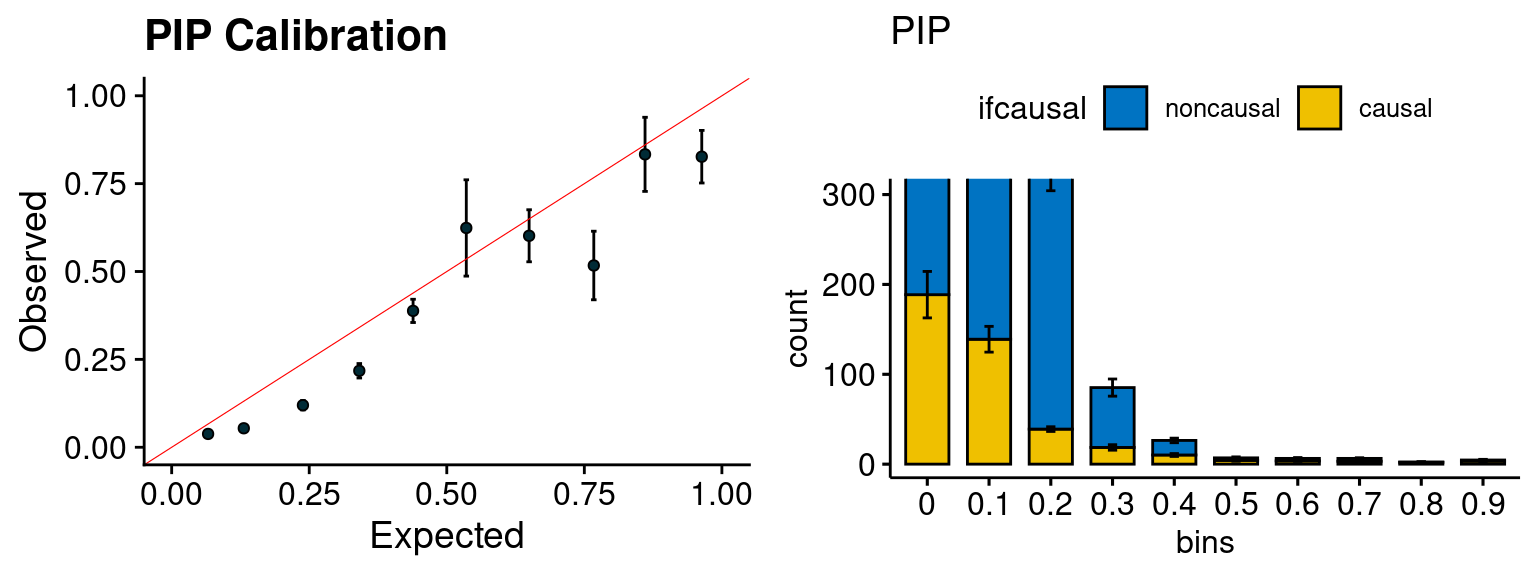 PIP Calibration
1.00
0.75
0.50
0.25
0.00
Observed
0.00 0.25 0.50 0.75 1.00
Expected
PIP
ifcausal noncausal causal
300
200
100
0
count
0 0.1 0.2 0.3 0.4 0.5 0.6 0.7 0.8 0.9
bins